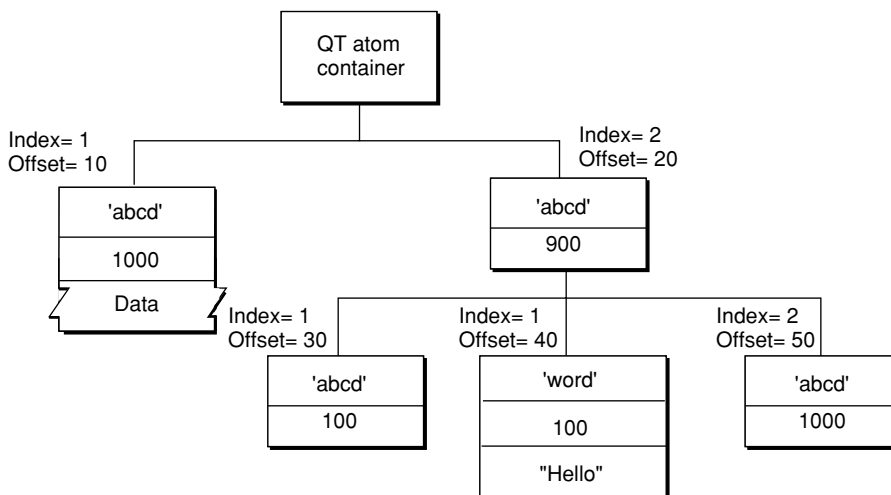 QT atom
container
Index= 1
Offset= 10
Index= 2
Offset= 20
'abcd'
1000
Data
'abcd'
900
Index= 1
Offset= 30
Index= 1
Offset= 40
Index= 2
Offset= 50
'abcd'
100
'word'
100
"Hello"
'abcd'
1000